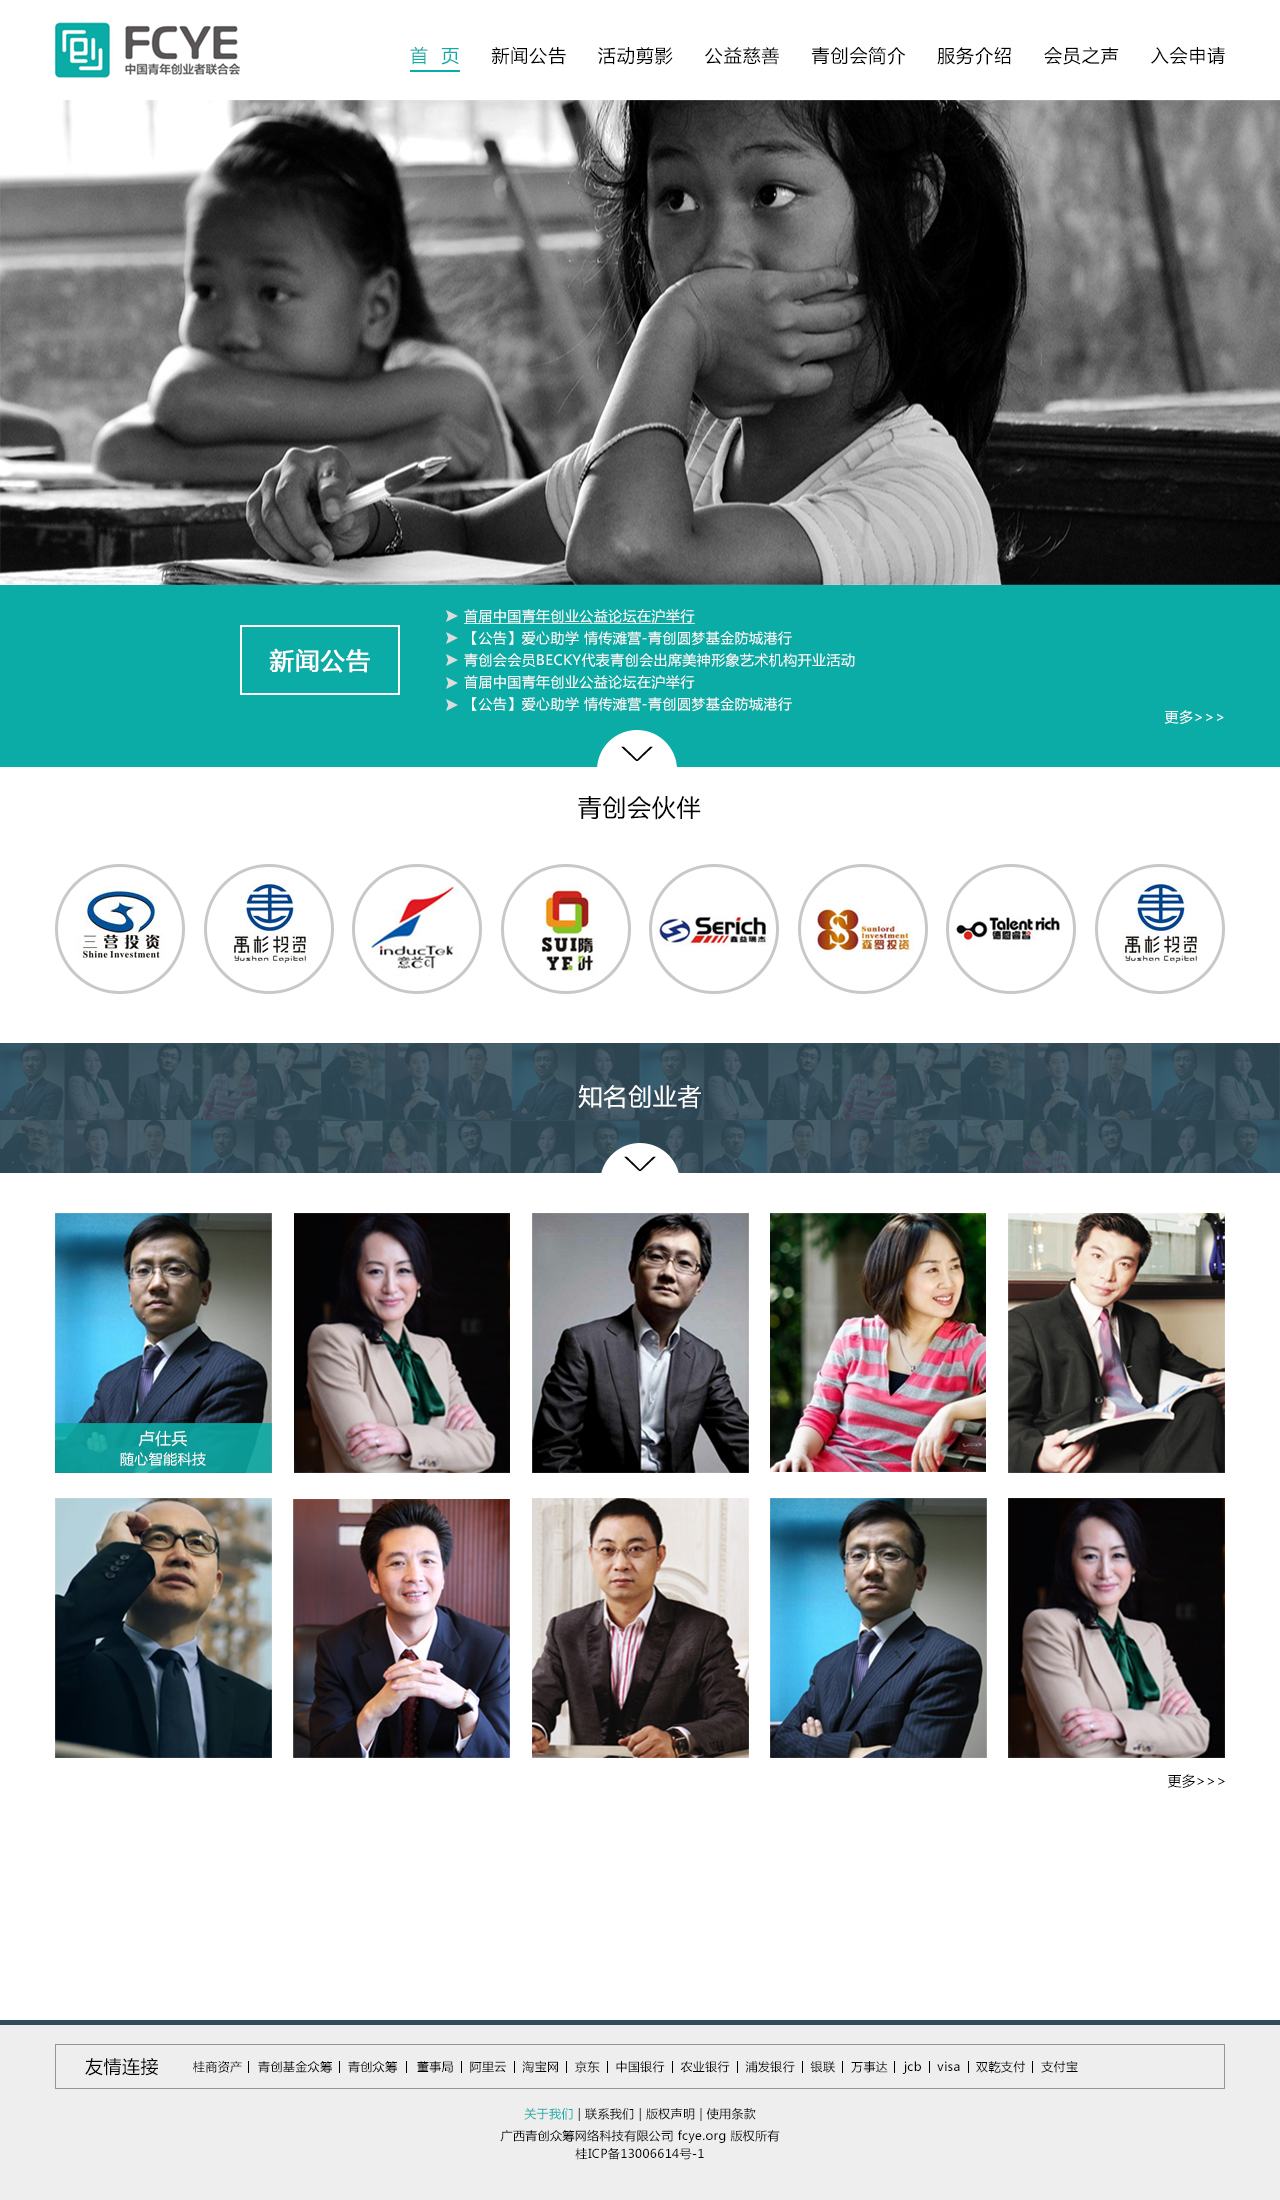 FCYE
中国青年创业者联合会
首 页 新闻公告 活动剪影 公益慈善 青创会简介 服务介绍 会员之声 入会申请
新闻公告
首届中国青年创业公益论坛在沪举行
【公告】爱心助学 情传滩营-青创圆梦基金防城港行
青创会会员BECKY代表青创会出席美神形象艺术机构开业活动
首届中国青年创业公益论坛在沪举行
【公告】爱心助学 情传滩营-青创圆梦基金防城港行
更多>>>
青创会伙伴
三营投资
Shine Investment
禹杉投资
Yushan Capital
inducTek
意兰可
SUI隋
YE叶
Serich
鑫益瑞杰
Sunlord
Investment
森罗投资
Talent rich
德恩睿智
禹杉投资
Yushan Capital
知名创业者
卢仕兵
随心智能科技
更多>>>
友情连接 桂商资产 | 青创基金众筹 | 青创众筹 | 董事局 | 阿里云 | 淘宝网 | 京东 | 中国银行 | 农业银行 | 浦发银行 | 银联 | 万事达 | jcb | visa | 双乾支付 | 支付宝
关于我们 | 联系我们 | 版权声明 | 使用条款
广西青创众筹网络科技有限公司 fcye.org 版权所有
桂ICP备13006614号-1